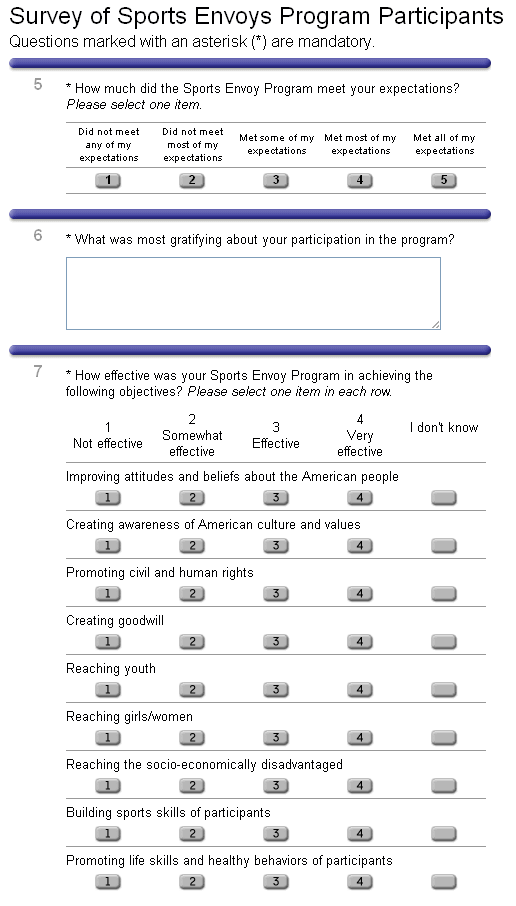 Survey of Sports Envoys Program Participants
Questions marked with an asterisk (*) are mandatory.
5
* How much did the Sports Envoy Program meet your expectations?
Please select one item.
Did not meet any of my expectations
Did not meet most of my expectations
Met some of my expectations
Met most of my expectations
Met all of my expectations
1 2 3 4 5
6
* What was most gratifying about your participation in the program?
7
* How effective was your Sports Envoy Program in achieving the
following objectives? Please select one item in each row.
1 Not effective
2 Somewhat effective
3 Effective
4 Very effective
I don't know
Improving attitudes and beliefs about the American people
1 2 3 4
Creating awareness of American culture and values
1 2 3 4
Promoting civil and human rights
1 2 3 4
Creating goodwill
1 2 3 4
Reaching youth
1 2 3 4
Reaching girls/women
1 2 3 4
Reaching the socio-economically disadvantaged
1 2 3 4
Building sports skills of participants
1 2 3 4
Promoting life skills and healthy behaviors of participants
1 2 3 4